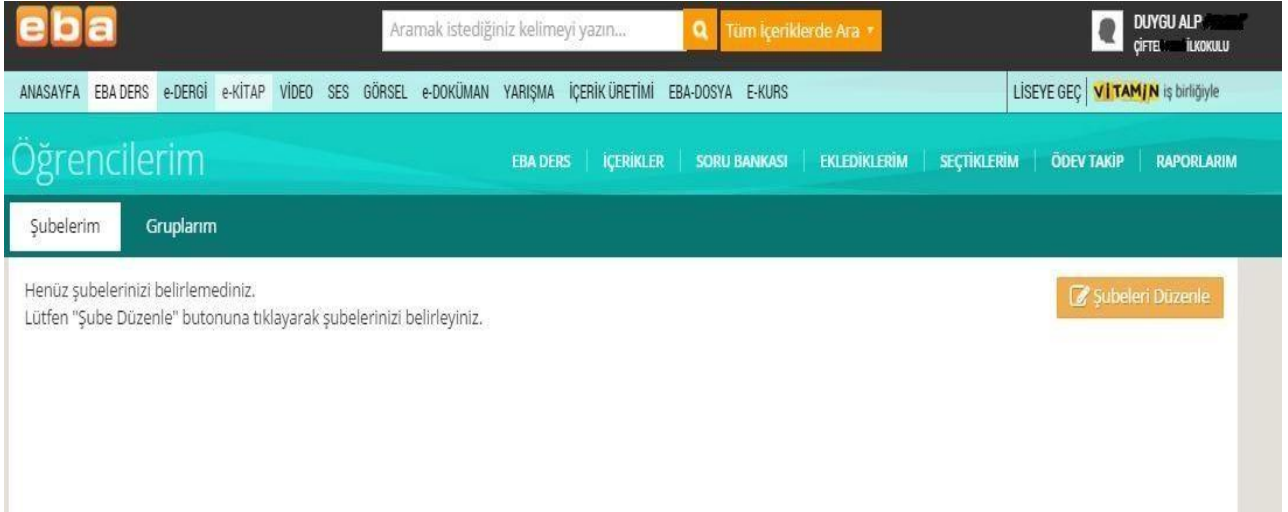 eba
Aramak istediğiniz kelimeyi yazın...
Tüm İçeriklerde Ara
DUYGU ALP
İLKOKULU
ANASAYFA EBA DERS e-DERGİ e-KİTAP VİDEO SES GÖRSEL e-DOKÜMAN YARIŞMA İÇERİK ÜRETİMİ EBA-DOSYA E-KURS
LİSEYE GEÇ VİTAMİN iş birliğiyle
Öğrencilerim
EBA DERS İÇERİKLER SORU BANKASI EKLEDİKLERİM SEÇTİKLERİM ÖDEV TAKİP RAPORLARIM
Şubelerim Gruplarım
Henüz şubelerinizi belirlemediniz.
Şubeleri Düzenle
Lütfen "Şube Düzenle" butonuna tıklayarak şubelerinizi belirleyiniz.